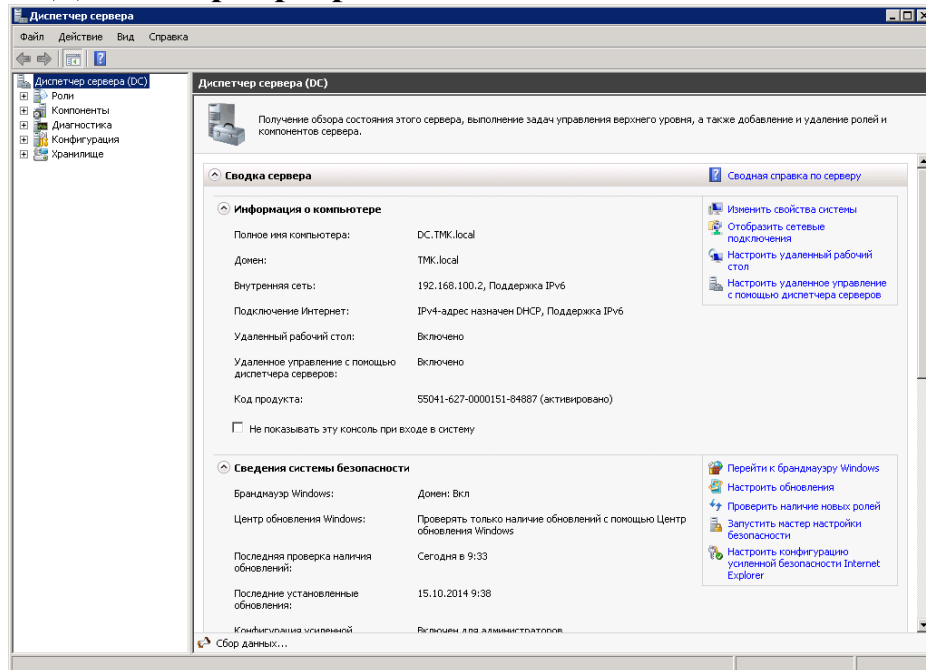 Диспетчер сервера
Файл Действие Вид Справка
Диспетчер сервера (DC)
Роли
Компоненты
Диагностика
Конфигурация
Хранилище
Диспетчер сервера (DC)
Получение обзора состояния этого сервера, выполнение задач управления верхнего уровня, а также добавление и удаление ролей и
компонентов сервера.
Сводка сервера
Сводная справка по серверу
Информация о компьютере
Полное имя компьютера: DC.TMK.local
Домен: TMK.local
Внутренняя сеть: 192.168.100.2, Поддержка IPv6
Подключение Интернет: IPv4-адрес назначен DHCP, Поддержка IPv6
Удаленный рабочий стол: Включено
Удаленное управление с помощью Включено
диспетчера серверов:
Код продукта: 55041-627-0000151-84887 (активировано)
Не показывать эту консоль при входе в систему
Изменить свойства системы
Отобразить сетевые
подключения
Настроить удаленный рабочий
стол
Настроить удаленное управление
с помощью диспетчера серверов
Сведения системы безопасности
Брандмауэр Windows: Домен: Вкл
Центр обновления Windows: Проверять только наличие обновлений с помощью Центр
обновления Windows
Последняя проверка наличия Сегодня в 9:33
обновлений:
Последние установленные 15.10.2014 9:38
обновления:
Конфигурация усиленной Включен для администраторов
Перейти к брандмауэру Windows
Настроить обновления
Проверить наличие новых ролей
Запустить мастер настройки
безопасности
Настроить конфигурацию
усиленной безопасности Internet
Explorer
Сбор данных...